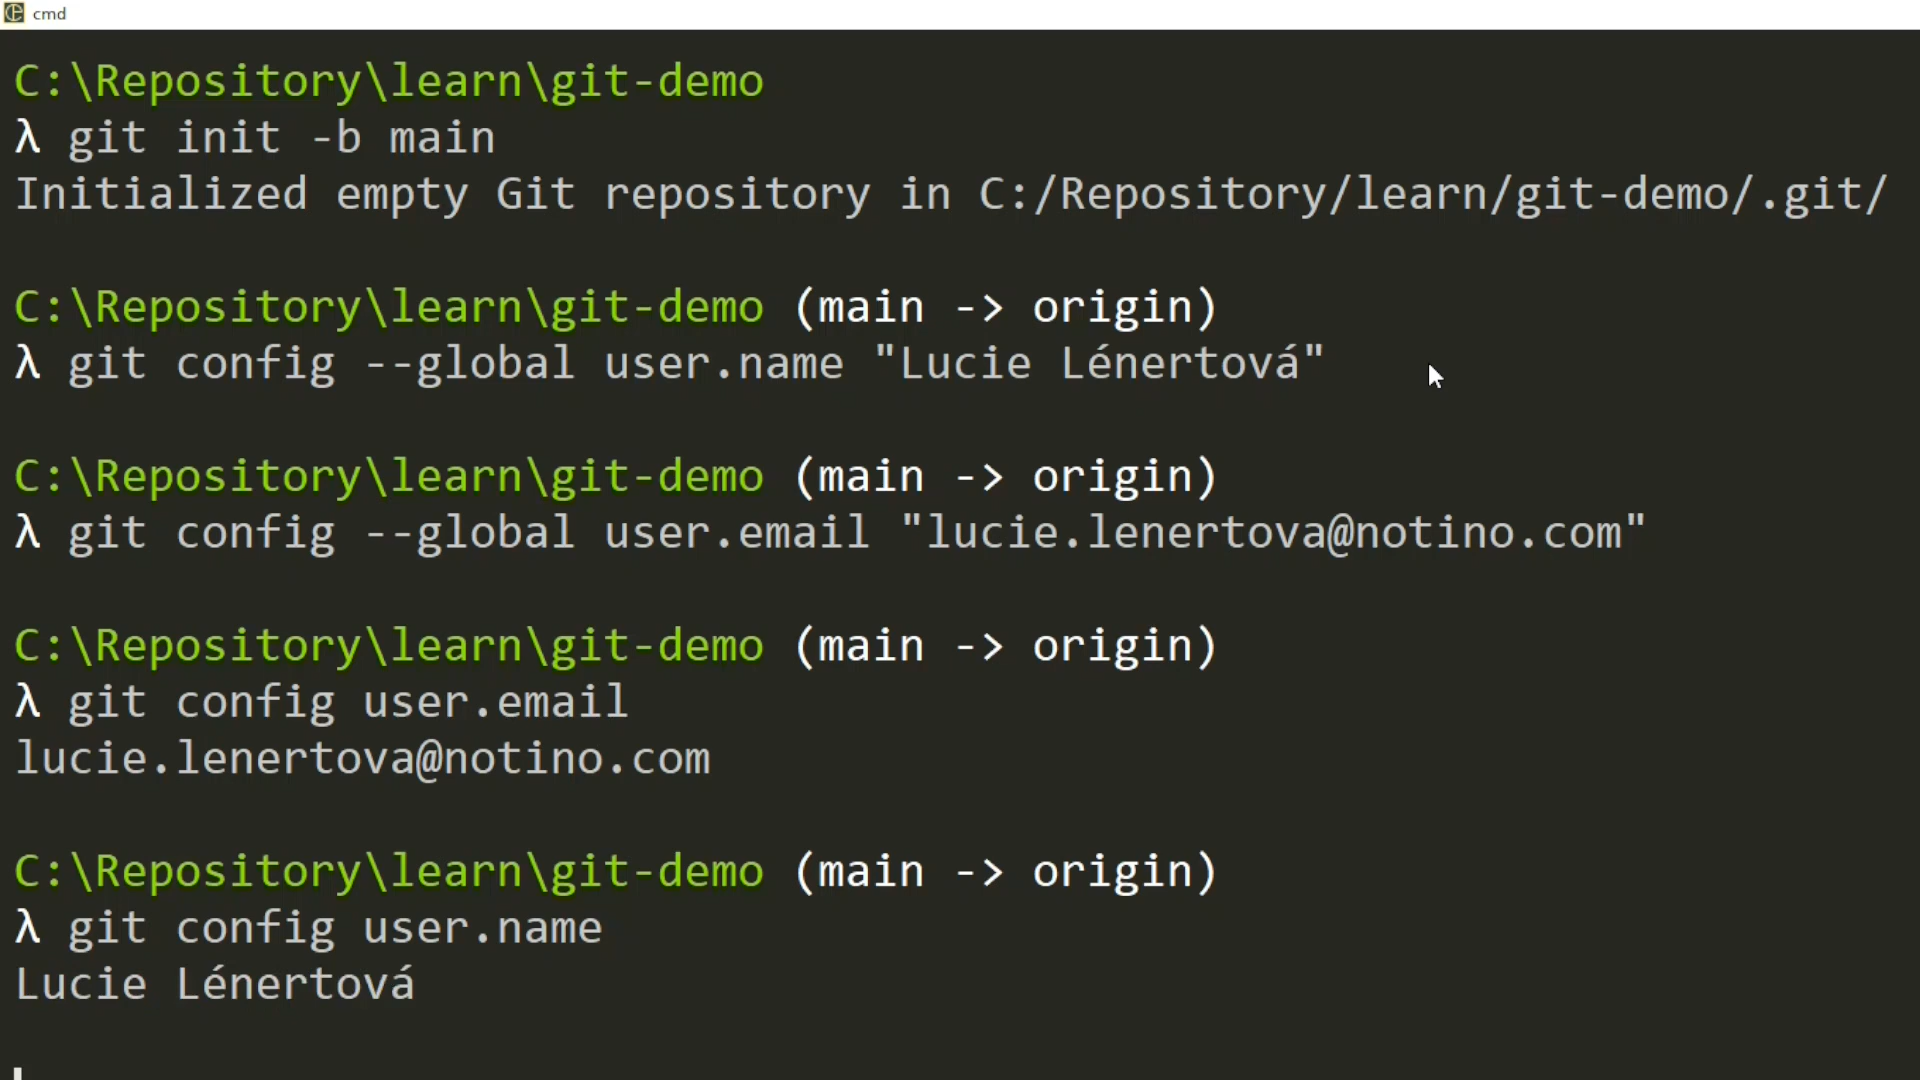 cmd
C:\Repository\learn\git-demo
λ git init -b main
Initialized empty Git repository in C:/Repository/learn/git-demo/.git/
C:\Repository\learn\git-demo (main -> origin)
λ git config --global user.name "Lucie Lénertová"
C:\Repository\learn\git-demo (main -> origin)
λ git config --global user.email "lucie.lenertova@notino.com"
C:\Repository\learn\git-demo (main -> origin)
λ git config user.email
lucie.lenertova@notino.com
C:\Repository\learn\git-demo (main -> origin)
λ git config user.name
Lucie Lénertová